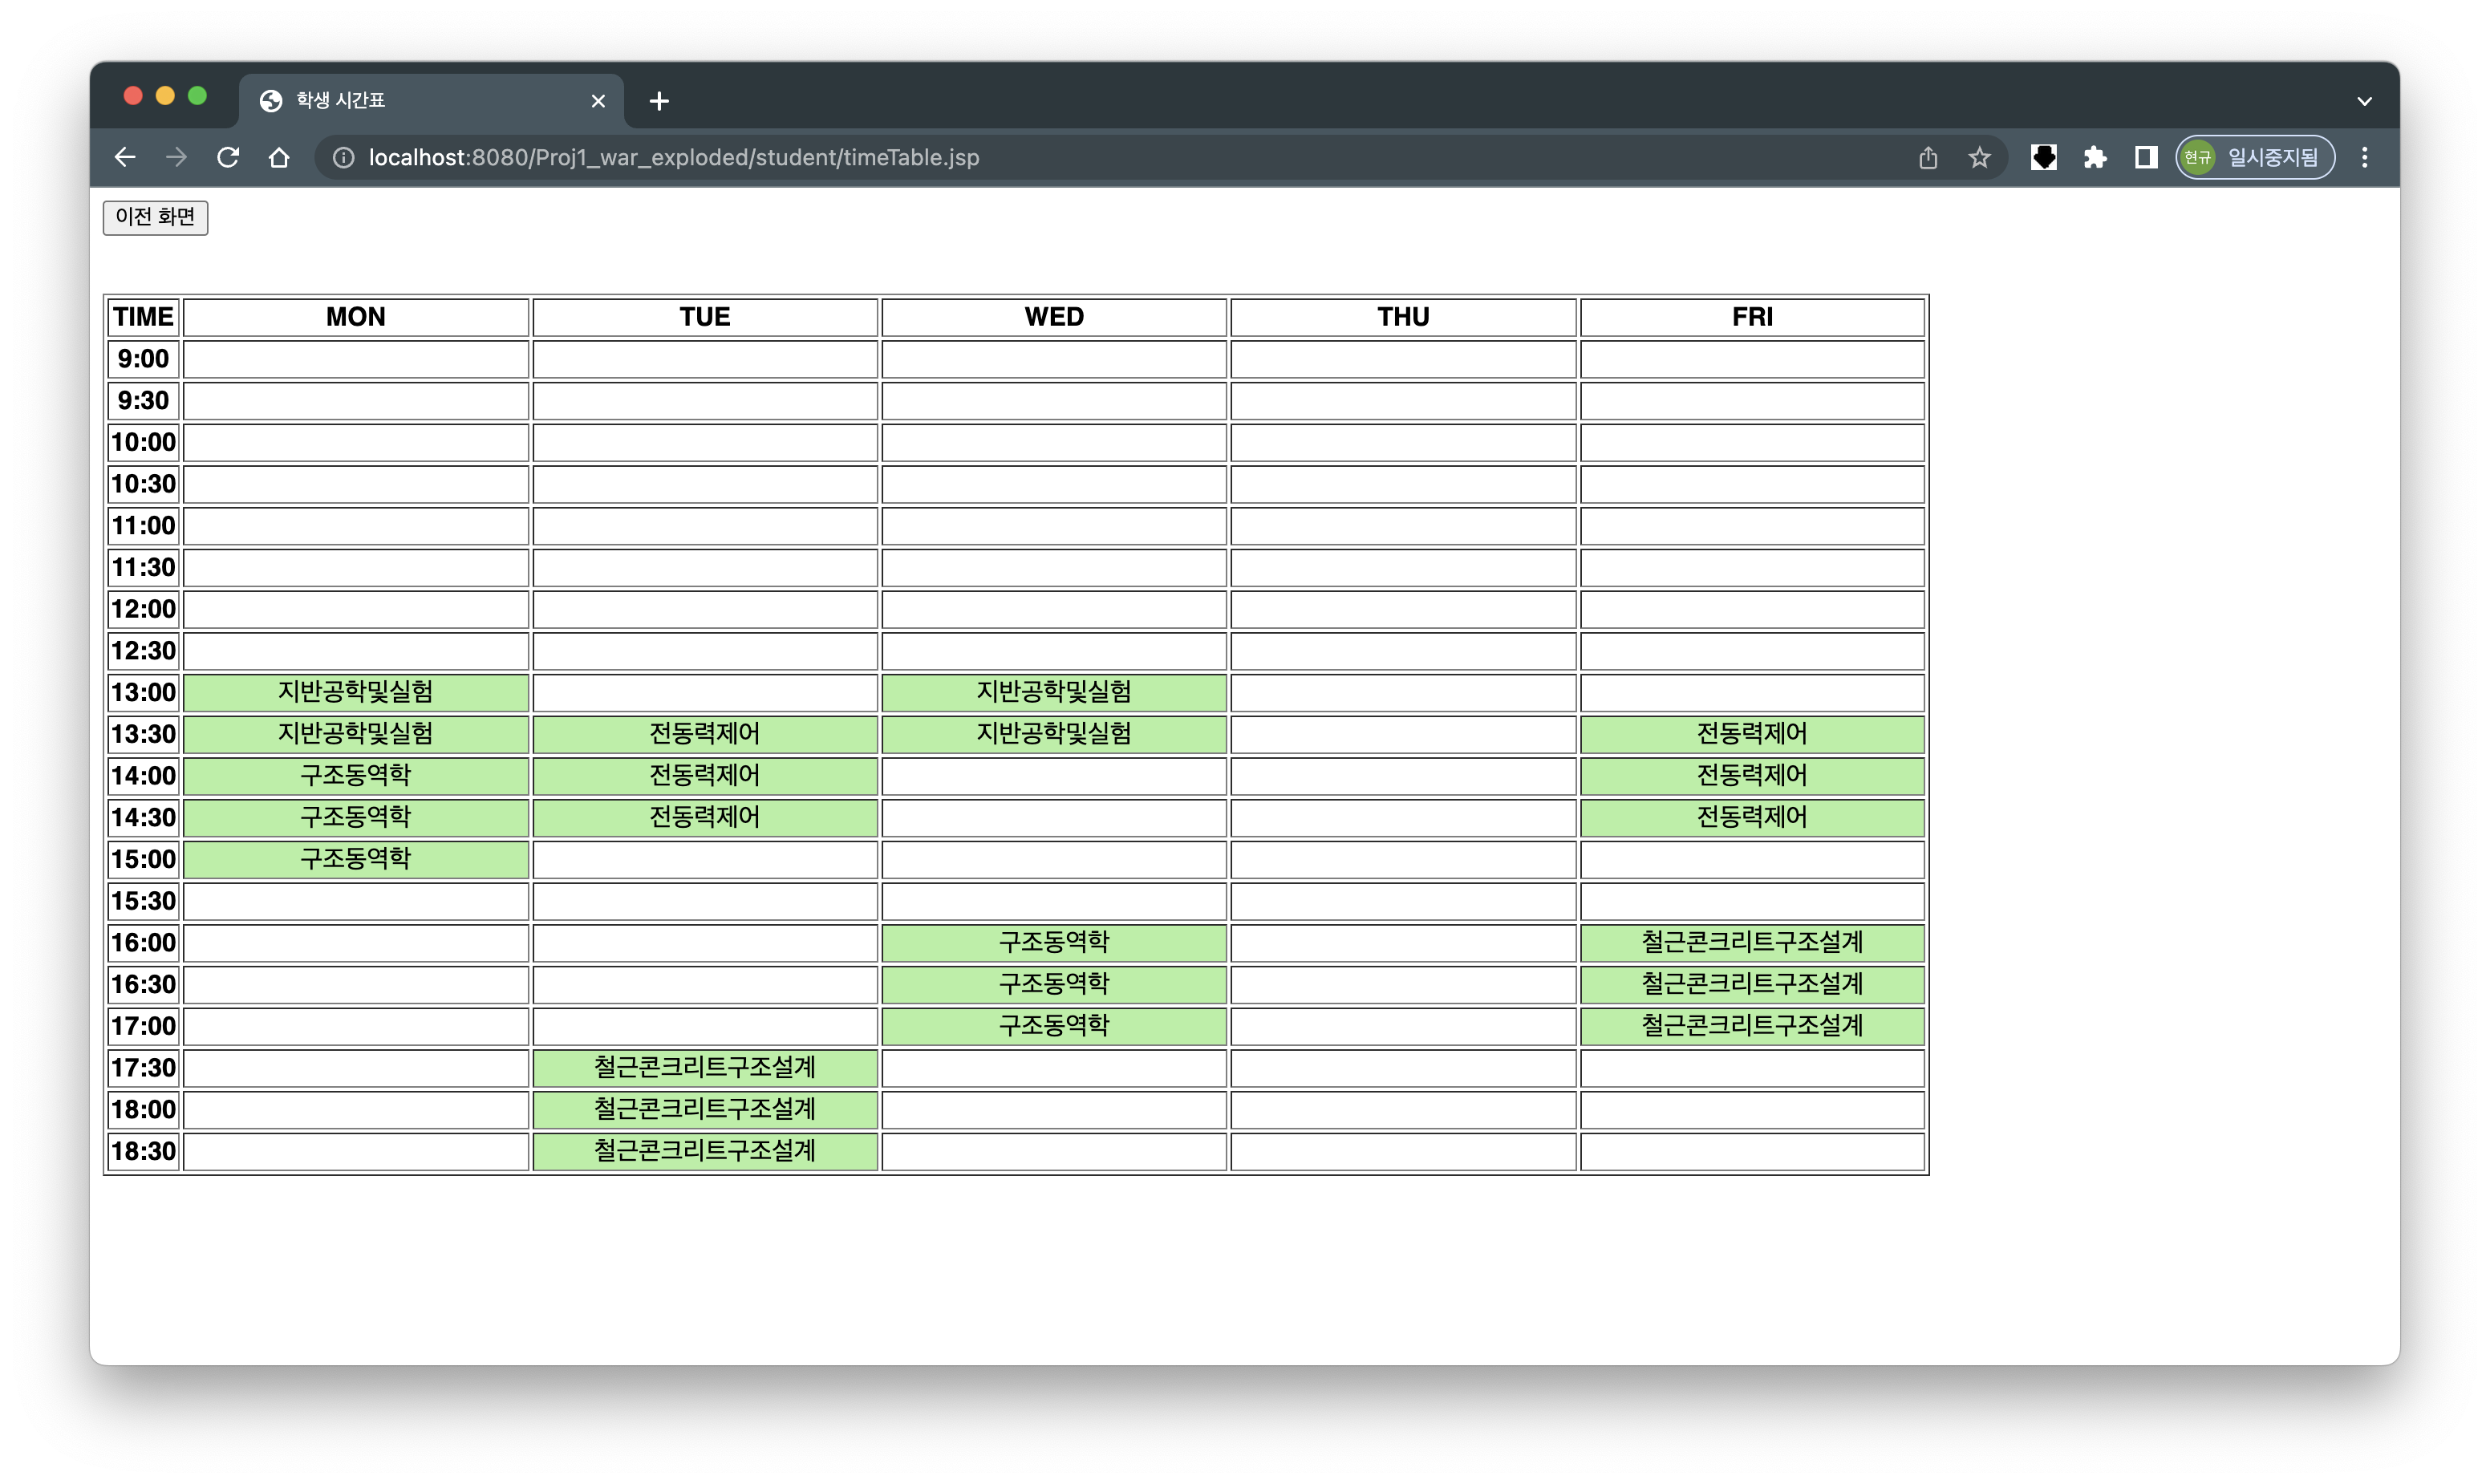 학생 시간표
localhost:8080/Proj1_war_exploded/student/timeTable.jsp
현규 일시중지됨
이전 화면
TIME MON TUE WED THU FRI
9:00
9:30
10:00
10:30
11:00
11:30
12:00
12:30
13:00 지반공학및실험 지반공학및실험
13:30 지반공학및실험 전동력제어 지반공학및실험 전동력제어
14:00 구조동역학 전동력제어 전동력제어
14:30 구조동역학 전동력제어 전동력제어
15:00 구조동역학
15:30
16:00 구조동역학 철근콘크리트구조설계
16:30 구조동역학 철근콘크리트구조설계
17:00 구조동역학 철근콘크리트구조설계
17:30 철근콘크리트구조설계
18:00 철근콘크리트구조설계
18:30 철근콘크리트구조설계